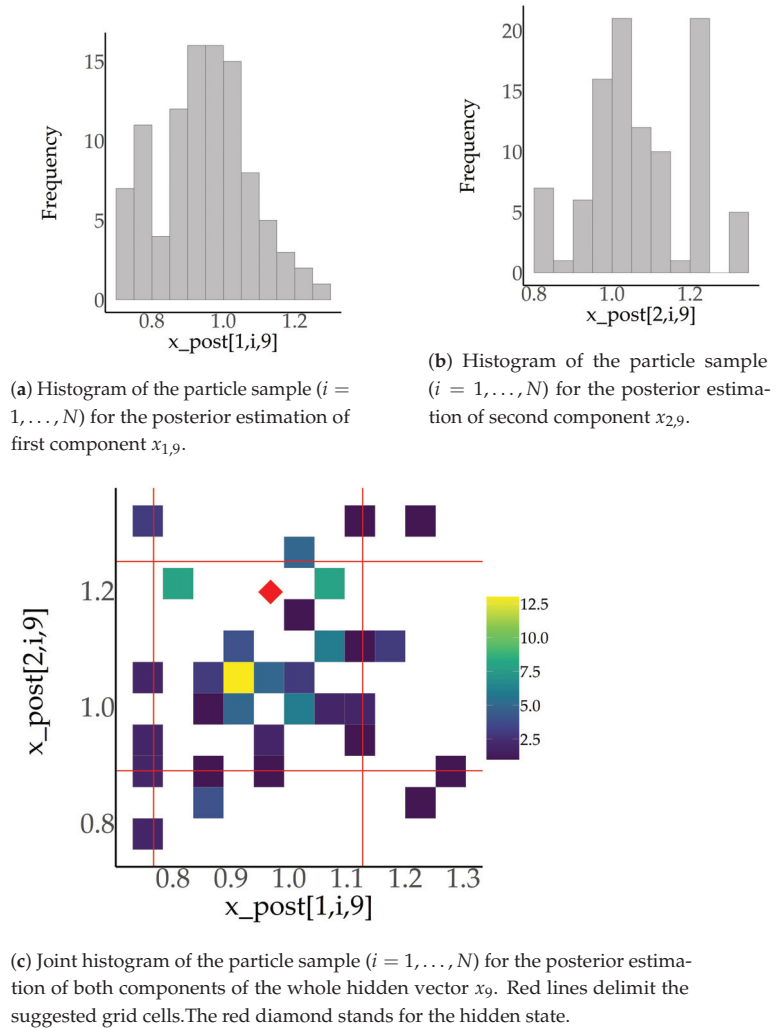 15
10
5
0
Frequency
0.8 1.0 1.2
x_post[1,i,9]
20
15
10
5
0
Frequency
0.8 1.0 1.2
x_post[2,i,9]
(a) Histogram of the particle sample (i =
1, . . . , N) for the posterior estimation of
first component x1,9.
(b) Histogram of the particle sample
(i = 1, . . . , N) for the posterior estima-
tion of second component x2,9.
1.2
1.0
0.8
x_post[2,i,9]
0.8 0.9 1.0 1.1 1.2 1.3
x_post[1,i,9]
12.5
10.0
7.5
5.0
2.5
(c) Joint histogram of the particle sample (i = 1, . . . , N) for the posterior estima-
tion of both components of the whole hidden vector x9. Red lines delimit the
suggested grid cells.The red diamond stands for the hidden state.